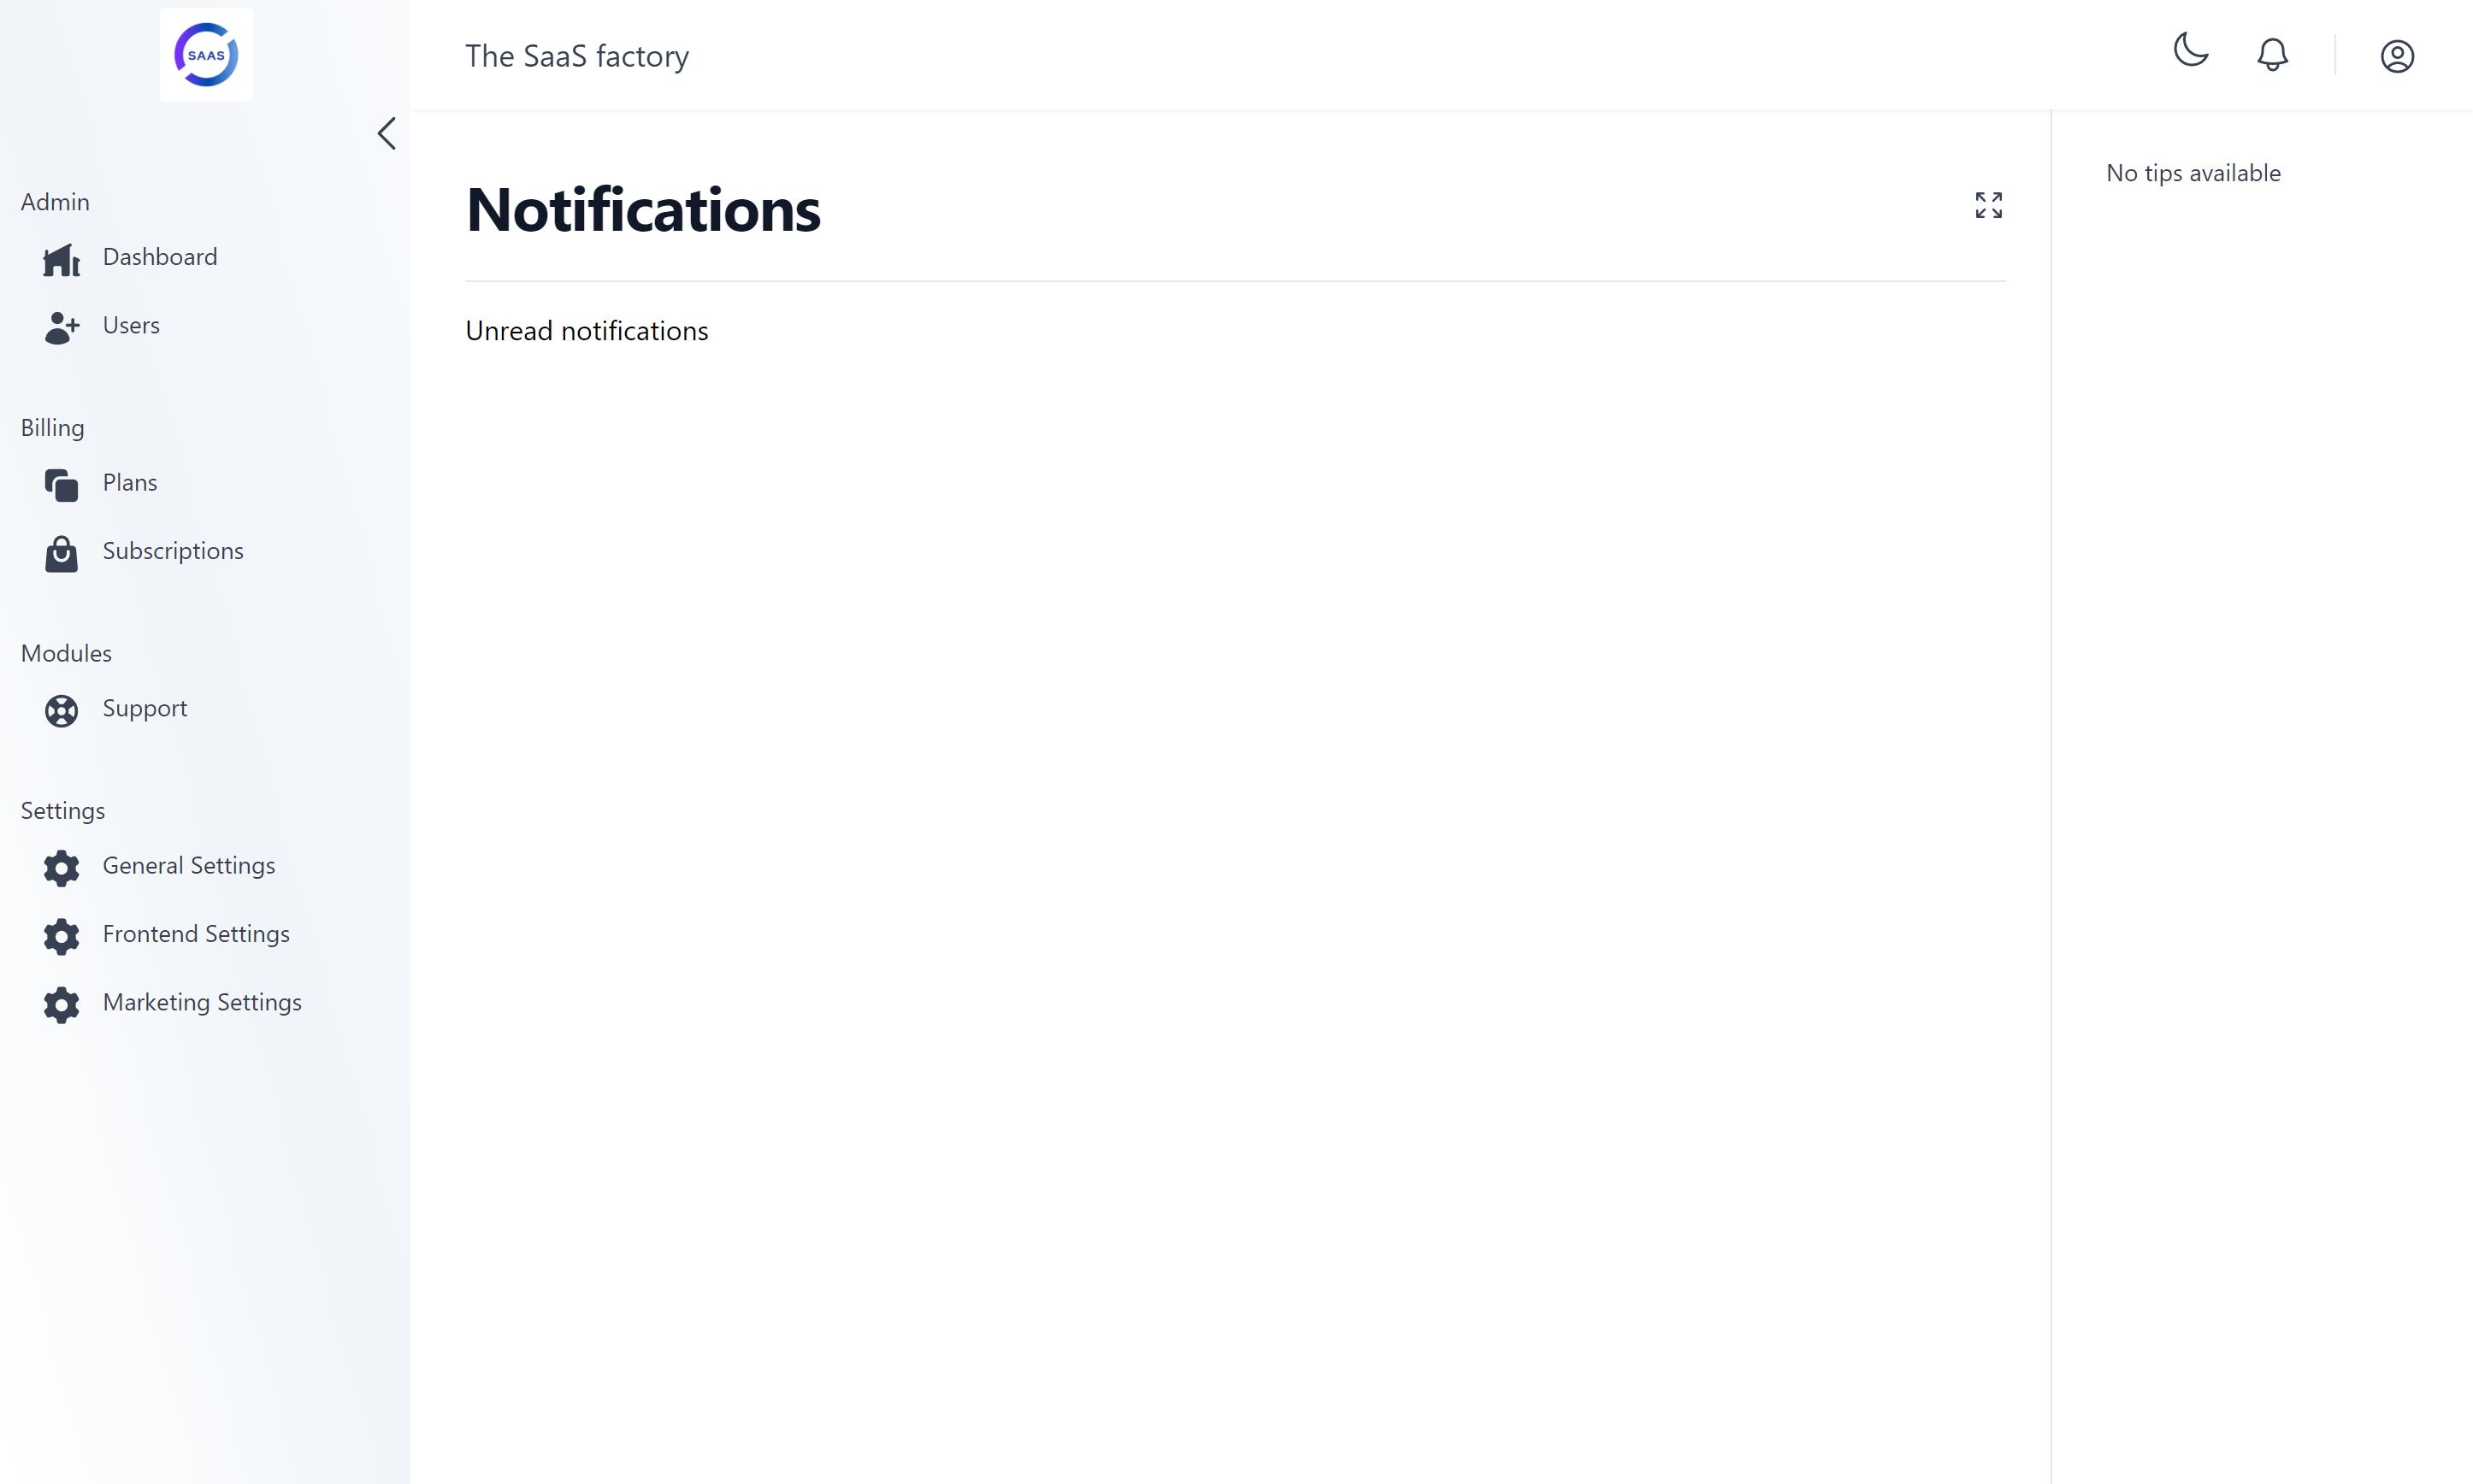 SAAS
The SaaS factory
Admin
Dashboard
Users
Billing
Plans
Subscriptions
Modules
Support
Settings
General Settings
Frontend Settings
Marketing Settings
Notifications
Unread notifications
No tips available